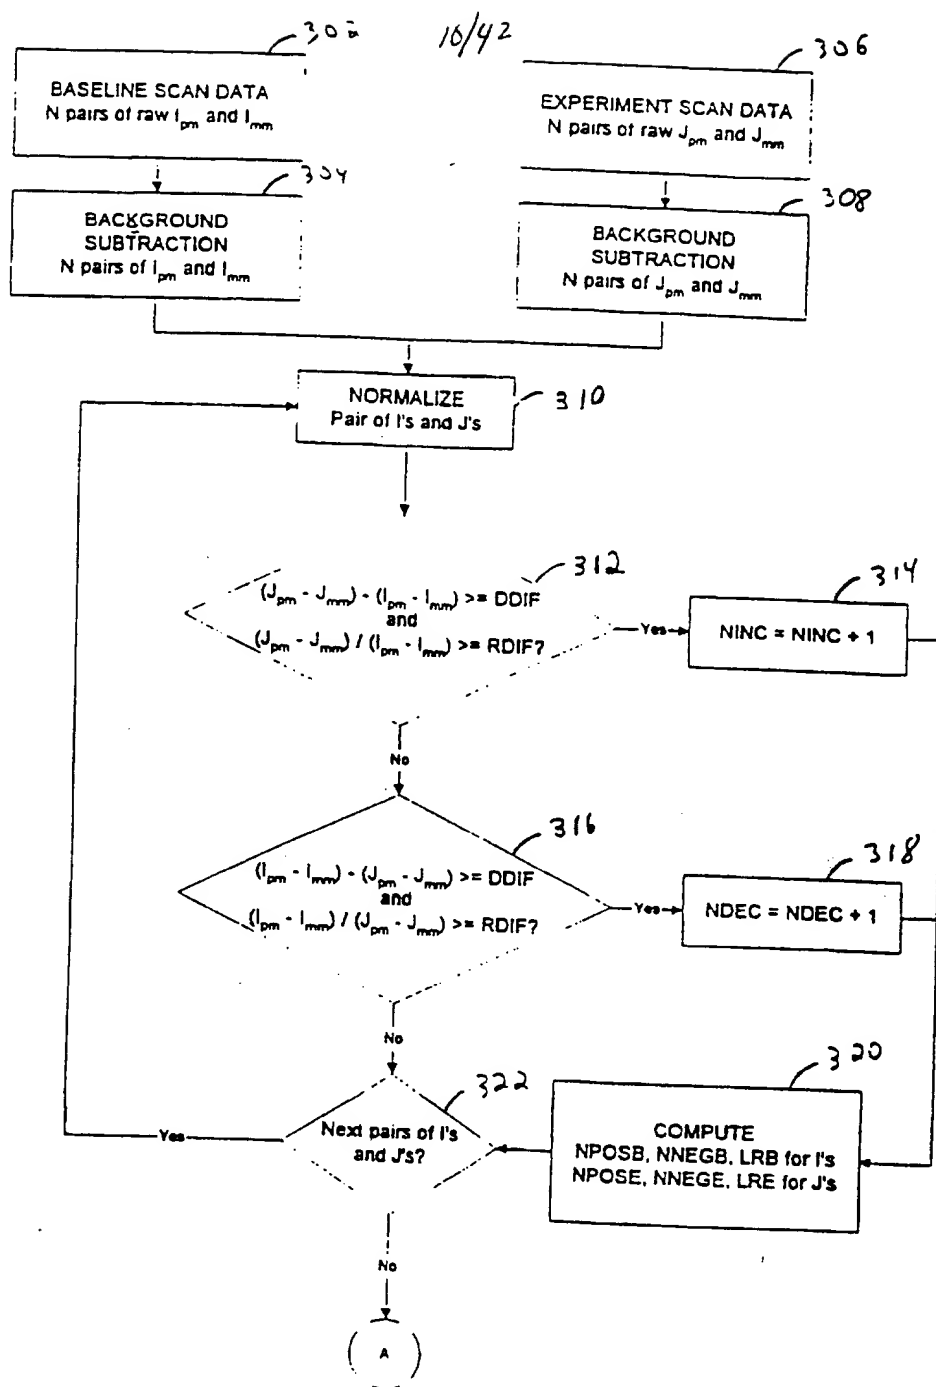 302
10/42
306
BASELINE SCAN DATA
N pairs of raw Ipm and Imm
EXPERIMENT SCAN DATA
N pairs of raw Jpm and Jmm
304
308
BACKGROUND
SUBTRACTION
N pairs of Ipm and Imm
BACKGROUND
SUBTRACTION
N pairs of Jpm and Jmm
NORMALIZE
Pair of I's and J's
310
312
(Jpm - Jmm) - (Ipm - Imm) >= DDIF
and
(Jpm - Jmm) / (Ipm - Imm) >= RDIF?
Yes
314
NINC = NINC + 1
No
316
(Ipm - Imm) - (Jpm - Jmm) >= DDIF
and
(Ipm - Imm) / (Jpm - Jmm) >= RDIF?
Yes
318
NDEC = NDEC + 1
No
322
Next pairs of I's
and J's?
Yes
320
COMPUTE
NPOSB, NNEGB, LRB for I's
NPOSE, NNEGE, LRE for J's
No
A